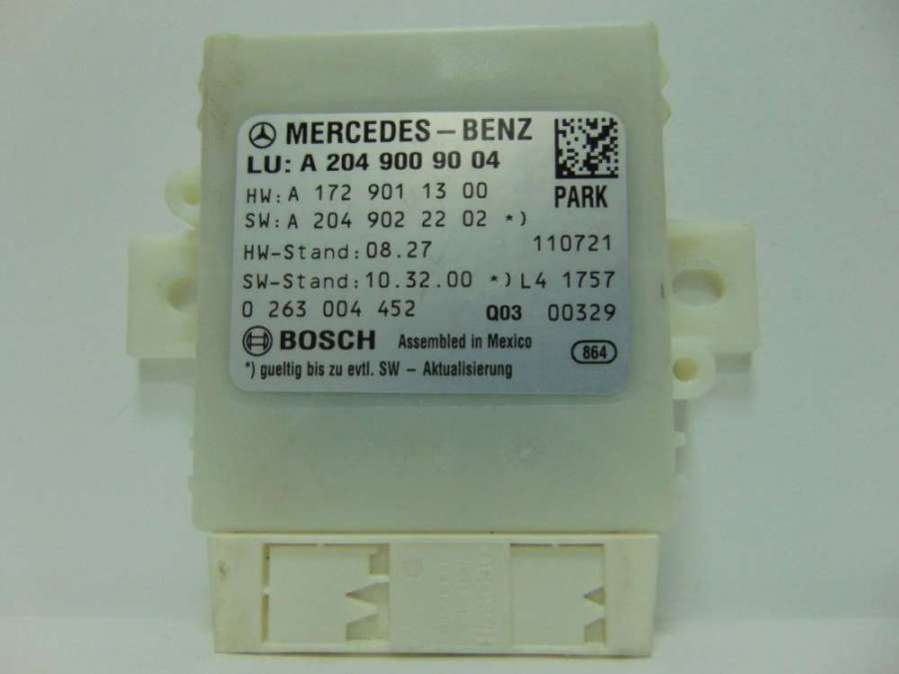 MERCEDES-BENZ
LU: A 204 900 90 04
HW: A 172 901 13 00
PARK
SW: A 204 902 22 02 *)
HW-Stand: 08.27 110721
SW-Stand: 10.32.00 *) L4 1757
0 263 004 452 Q03 00329
BOSCH Assembled in Mexico 864
*) gueltig bis zu evtl. SW - Aktualisierung